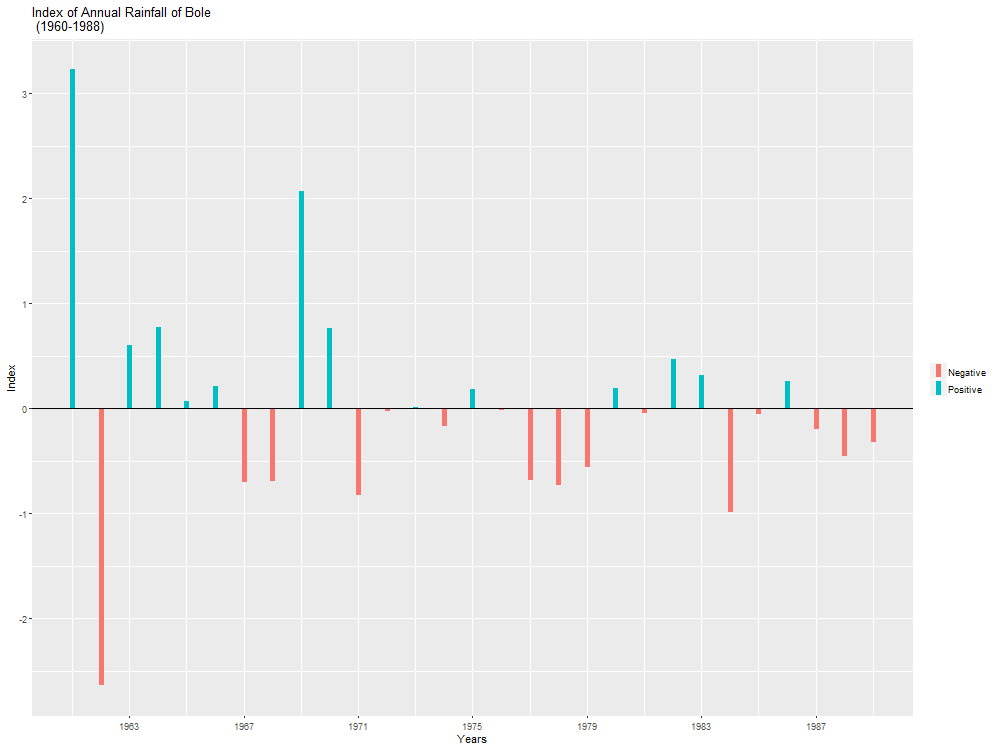 Index of Annual Rainfall of Bole
(1960-1988)
3
2
1
0
-1
-2
Index
1963 1967 1971 1975 1979 1983 1987
Years
Negative
Positive